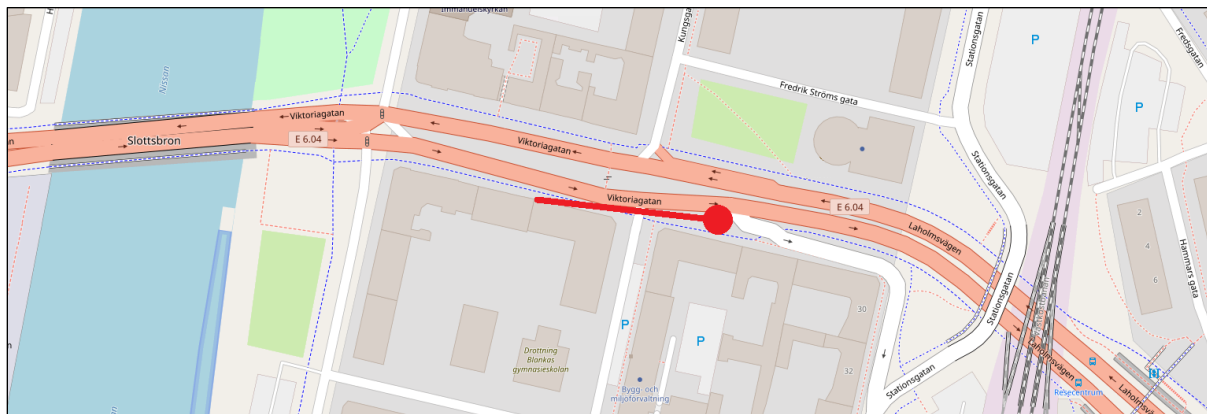 Immanuelskyrkan
Kungsga
P
Fredsgatan
Stationsgatan
P
Nissan
Fredrik Ströms gata
Viktoriagatan
E 6.04
Slottsbron
Viktoriagatan
Stationsgatan
Viktoriagatan
E 6.04
2
Laholmsvägen
4
Hammars gata
6
Stationsgatan
30
P
P
Drottning
Blankas
gymnasieskolan
Laholmsvägen
32
Bygg- och
miljöförvaltning
Stationsgatan
Resecentrum
Laholmsvä